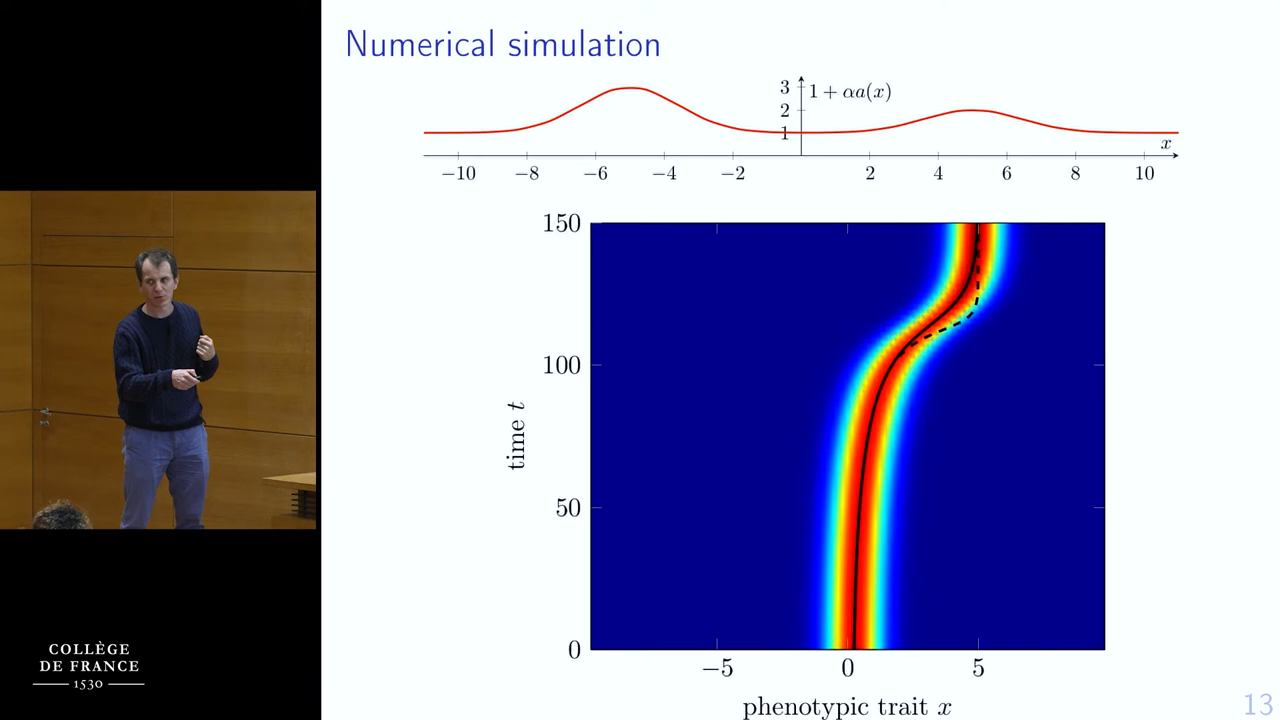 Numerical simulation
3
1 + αa(x)
2
1
x
−10 −8 −6 −4 −2 2 4 6 8 10
150
100
time t
50
0
−5 0 5
phenotypic trait x
COLLÈGE
DE FRANCE
1530
13